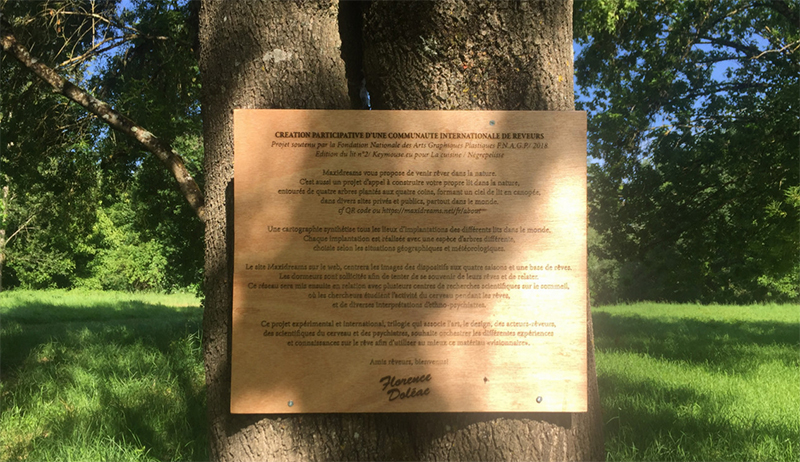 CREATION PARTICIPATIVE D'UNE COMMUNAUTE INTERNATIONALE DE REVEURS
Projet soutenu par la Fondation Nationale des Arts Graphiques Plastiques F.N.A.G.P/ 2018.
Edition du lit n°2: Keymouse.eu pour La cuisine / Nègrepelisse
Maxidreams vous propose de venir rêver dans la nature.
C'est aussi un projet d'appel à construire votre propre lit dans la nature,
entourés de quatre arbres plantés aux quatre coins, formant un ciel de lit en canopée,
dans divers sites privés et publics, partout dans le monde.
cf QR code ou https://maxidreams.net/fr/about
Une cartographie synthétise tous les lieux d'implantations des différents lits dans le monde.
Chaque implantation est réalisée avec une espèce d'arbres différente,
choisie selon les situations géographiques et météorologiques.
Le site Maxidreams sur le web, centrera les images des dispositifs aux quatre saisons et une base de rêves.
Les dormeurs sont sollicités afin de tenter de se souvenir de leurs rêves et de relater.
Ce réseau sera mis ensuite en relation avec plusieurs centres de recherches scientifiques sur le sommeil,
où les chercheurs étudient l'activité du cerveau pendant les rêves,
et de diverses interprétations d'ethno-psychiatres.
Ce projet expérimental et international, trilogie qui associe l'art, le design, des acteurs-rêveurs,
des scientifiques du cerveau et des psychiatres, souhaite orchestrer les différentes expériences
et connaissances sur le rêve afin d'utiliser au mieux ce matériau «visionnaire».
Amis rêveurs, bienvenue!
Florence
Doléac